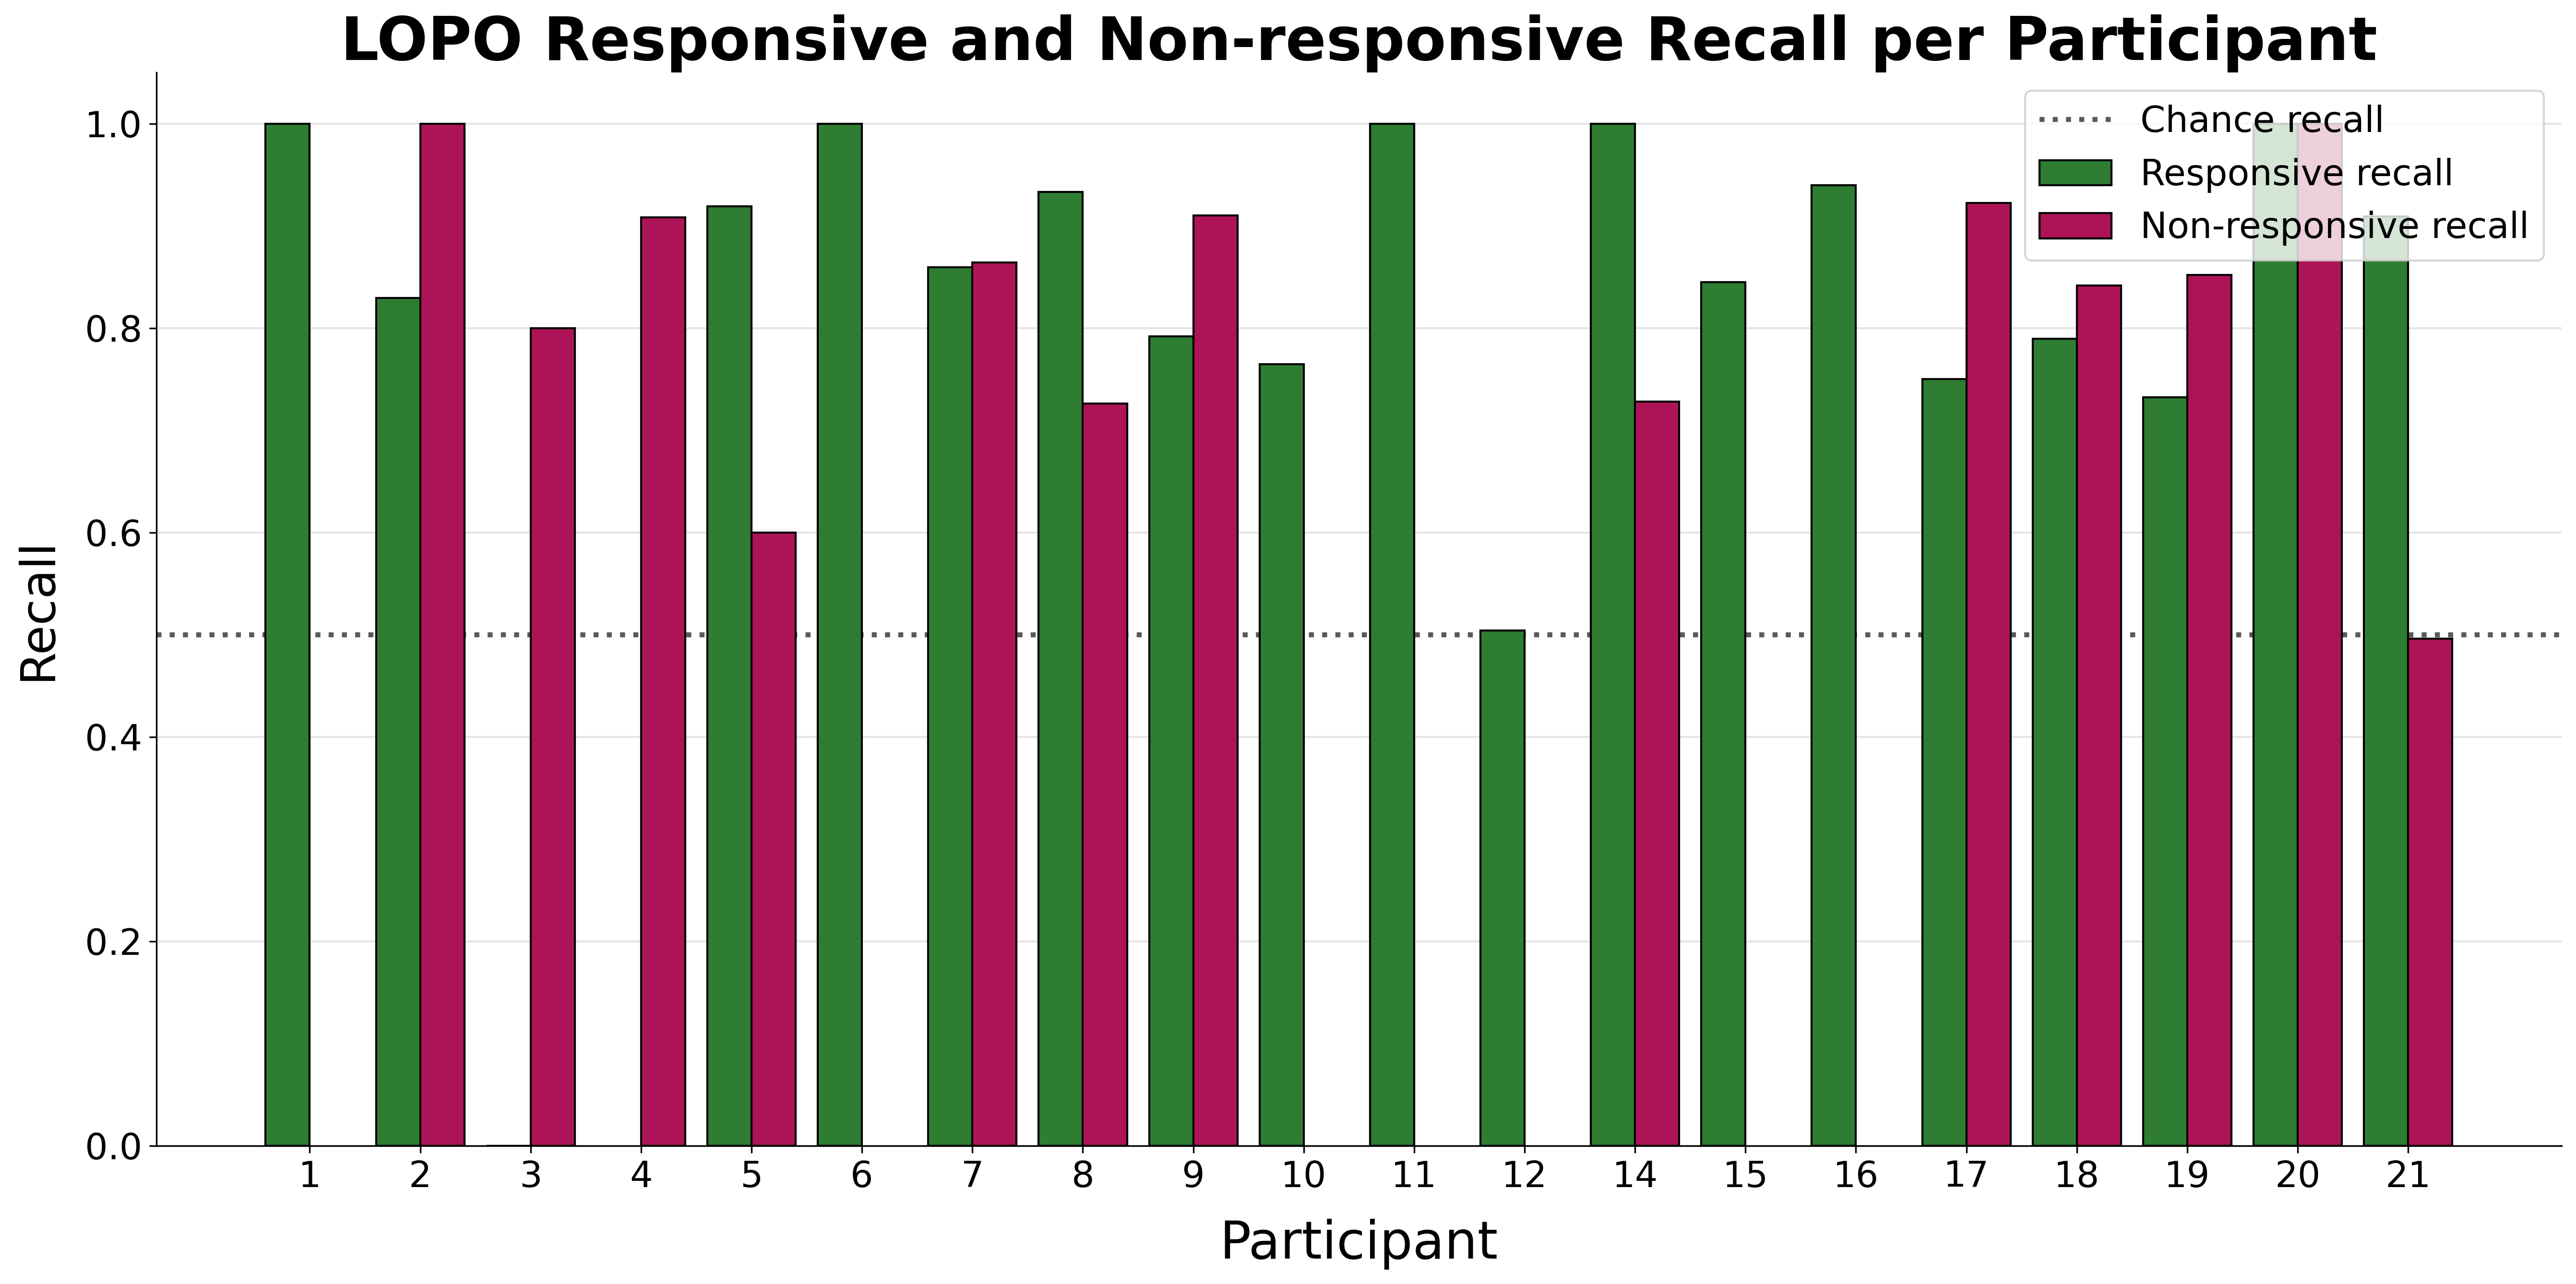 LOPO Responsive and Non-responsive Recall per Participant
Chance recall
Responsive recall
Non-responsive recall
Recall
1.0
0.8
0.6
0.4
0.2
0.0
1 2 3 4 5 6 7 8 9 10 11 12 14 15 16 17 18 19 20 21
Participant